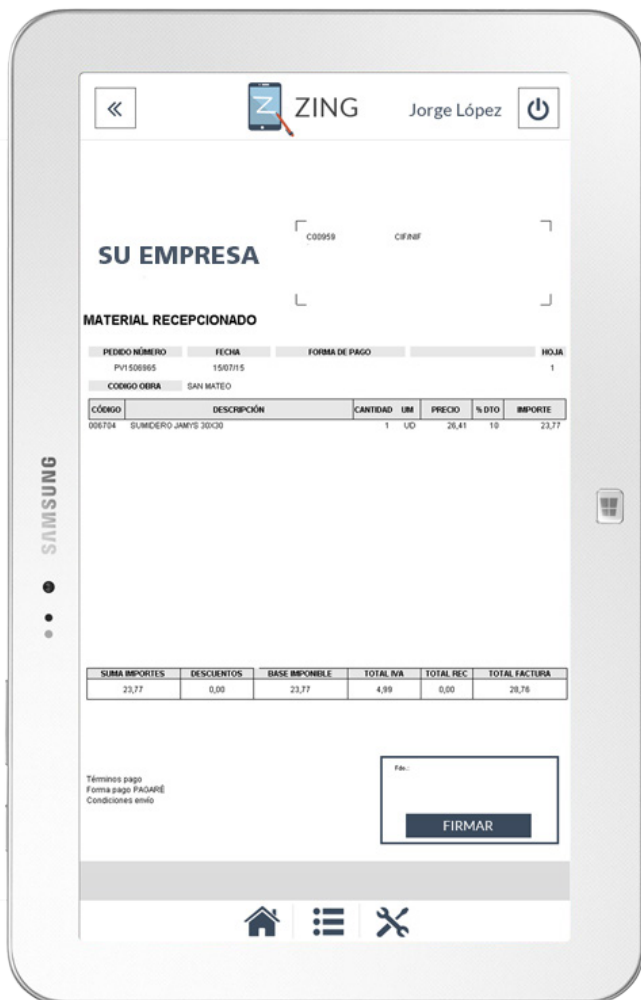 ZING
Jorge López
C00959 CIF/NIF
SU EMPRESA
MATERIAL RECEPCIONADO
PEDIDO NÚMERO FECHA FORMA DE PAGO HOJA
PV1506965 15/07/15 1
CODIGO OBRA SAN MATEO
CÓDIGO DESCRIPCIÓN CANTIDAD UM PRECIO % DTO IMPORTE
006704 SUMIDERO JAMYS 30X30 1 UD 26,41 10 23,77
SUMA IMPORTES DESCUENTOS BASE IMPONIBLE TOTAL IVA TOTAL REC TOTAL FACTURA
23,77 0,00 23,77 4,99 0,00 28,76
Fdo.:
Términos pago
Forma pago PAGARÉ
Condiciones envío
FIRMAR
SAMSUNG